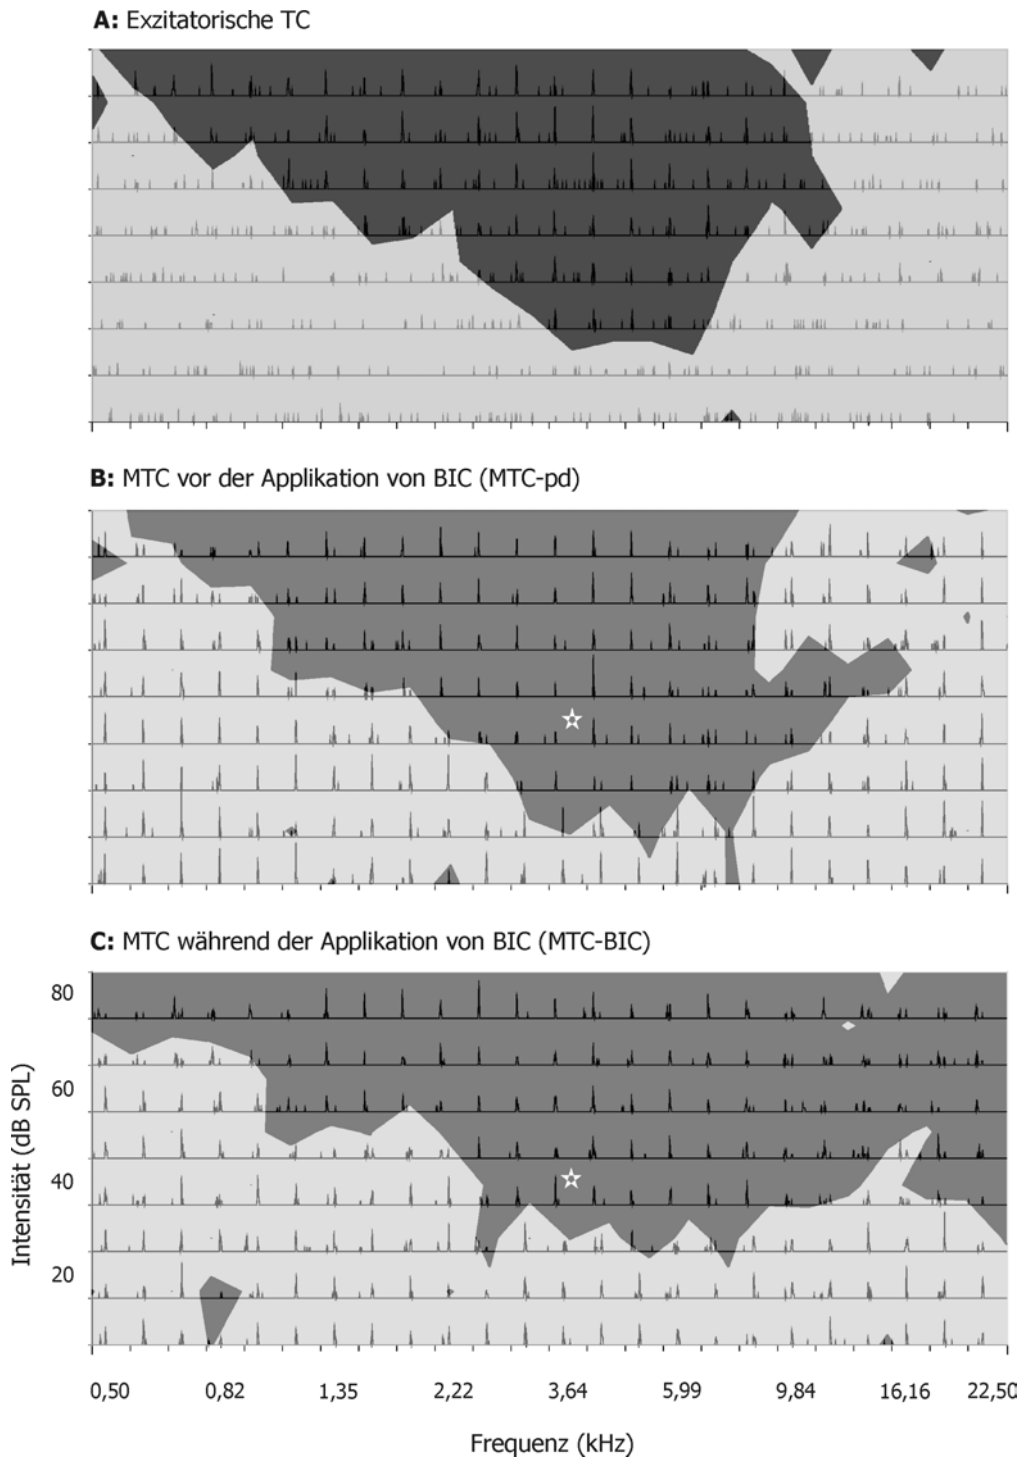 A: Exzitatorische TC
B: MTC vor der Applikation von BIC (MTC-pd)
C: MTC während der Applikation von BIC (MTC-BIC)
80
60
40
20
Intensität (dB SPL)
0,50 0,82 1,35 2,22 3,64 5,99 9,84 16,16 22,50
Frequenz (kHz)